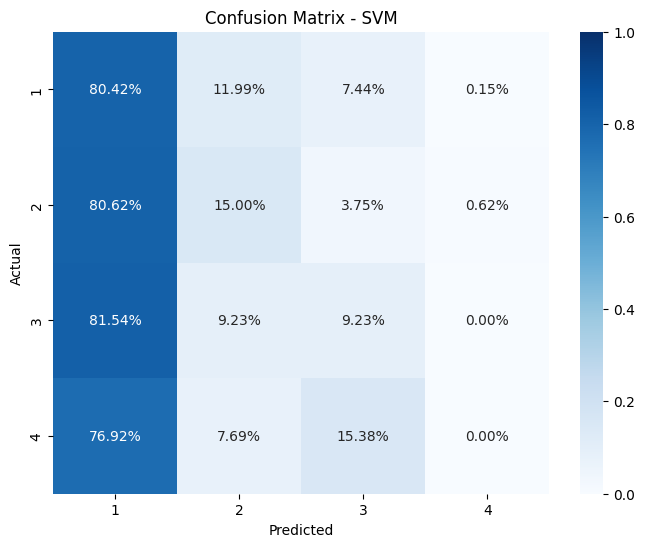 Confusion Matrix - SVM
Actual
1 80.42% 11.99% 7.44% 0.15%
2 80.62% 15.00% 3.75% 0.62%
3 81.54% 9.23% 9.23% 0.00%
4 76.92% 7.69% 15.38% 0.00%
1 2 3 4
Predicted
1.0
0.8
0.6
0.4
0.2
0.0